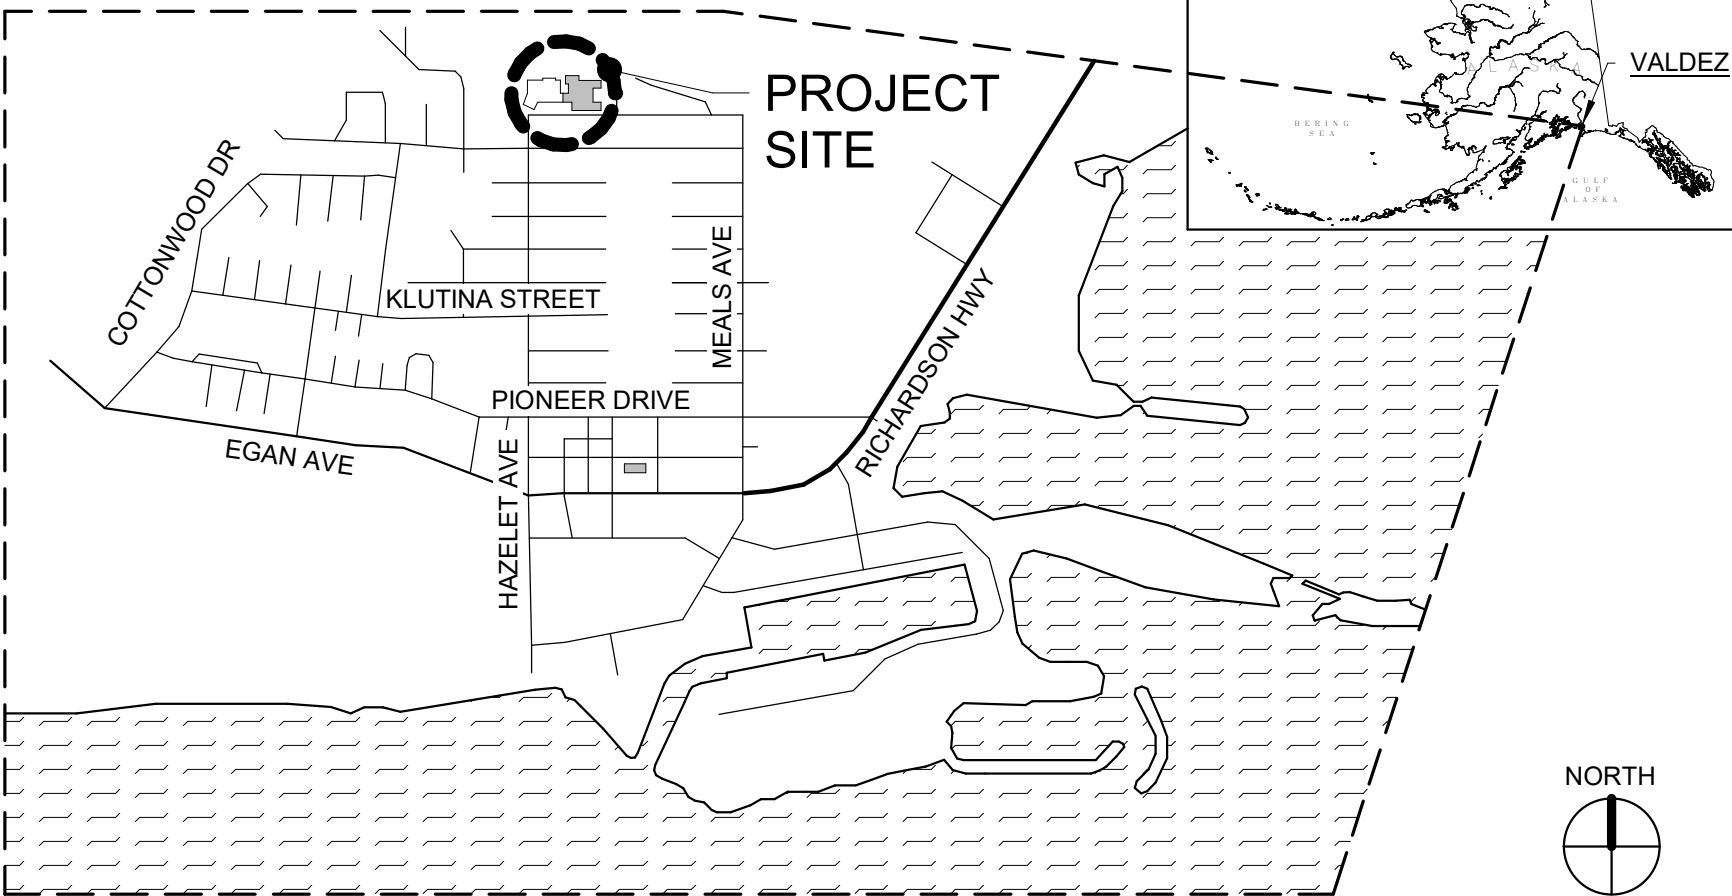 PROJECT
SITE
VALDEZ
ALASKA
BERING
SEA
GULF
OF
ALASKA
COTTONWOOD DR
KLUTINA STREET
MEALS AVE
RICHARDSON HWY
PIONEER DRIVE
EGAN AVE
HAZELET AVE
NORTH